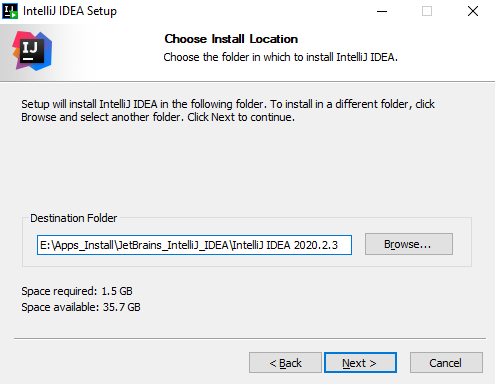 IntelliJ IDEA Setup
IJ
Choose Install Location
Choose the folder in which to install IntelliJ IDEA.
Setup will install IntelliJ IDEA in the following folder. To install in a different folder, click
Browse and select another folder. Click Next to continue.
Destination Folder
E:\Apps_Install\JetBrains_IntelliJ_IDEA\IntelliJ IDEA 2020.2.3
Browse...
Space required: 1.5 GB
Space available: 35.7 GB
< Back
Next >
Cancel